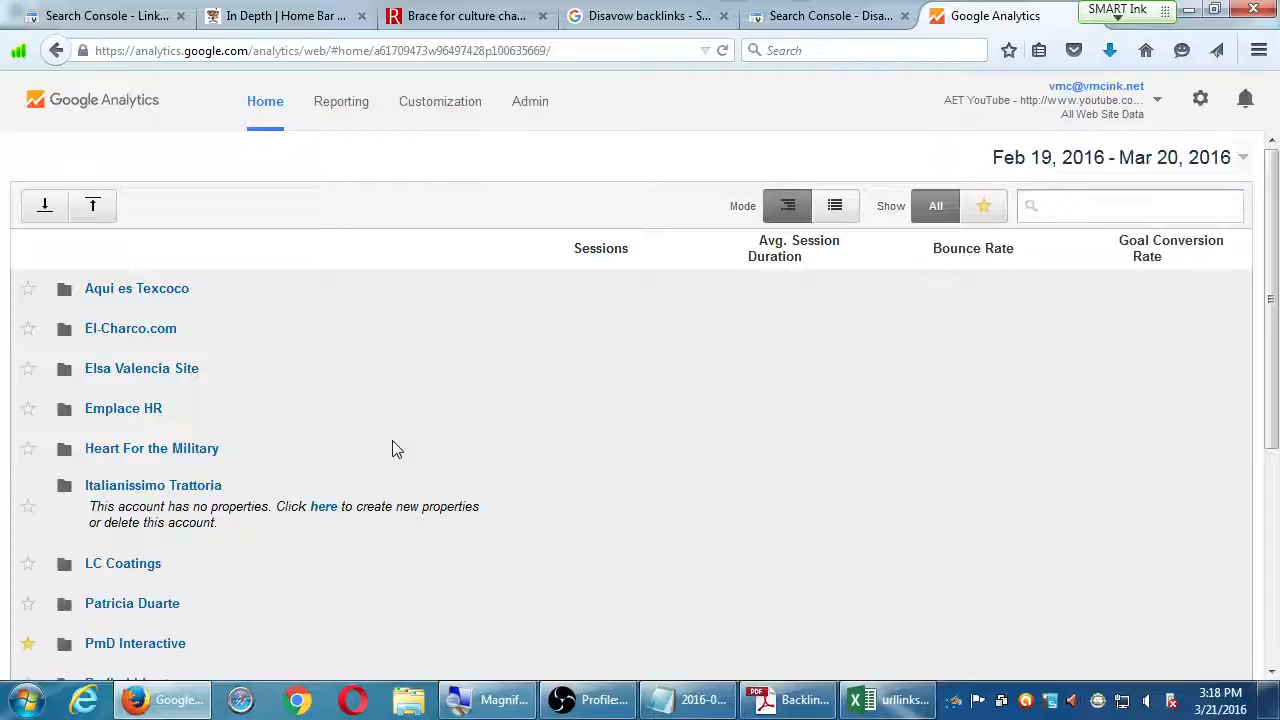 Search Console - Link...
In Depth | Home Bar ...
Brace for culture cha...
Disavow backlinks - S...
Search Console - Disa...
Google Analytics
SMART Ink
https://analytics.google.com/analytics/web/#home/a61709473w96497428p100635669/
Search
Google Analytics
Home
Reporting
Customization
Admin
vmc@vmcink.net
AET YouTube - http://www.youtube.co...
All Web Site Data
Feb 19, 2016 - Mar 20, 2016
Mode
Show
All
Sessions
Avg. Session
Duration
Bounce Rate
Goal Conversion
Rate
Aqui es Texcoco
El-Charco.com
Elsa Valencia Site
Emplace HR
Heart For the Military
Italianissimo Trattoria
This account has no properties. Click here to create new properties
or delete this account.
LC Coatings
Patricia Duarte
PmD Interactive
Google...
Magnif...
Profile:...
2016-0...
Backlin...
urllinks...
3:18 PM
3/21/2016